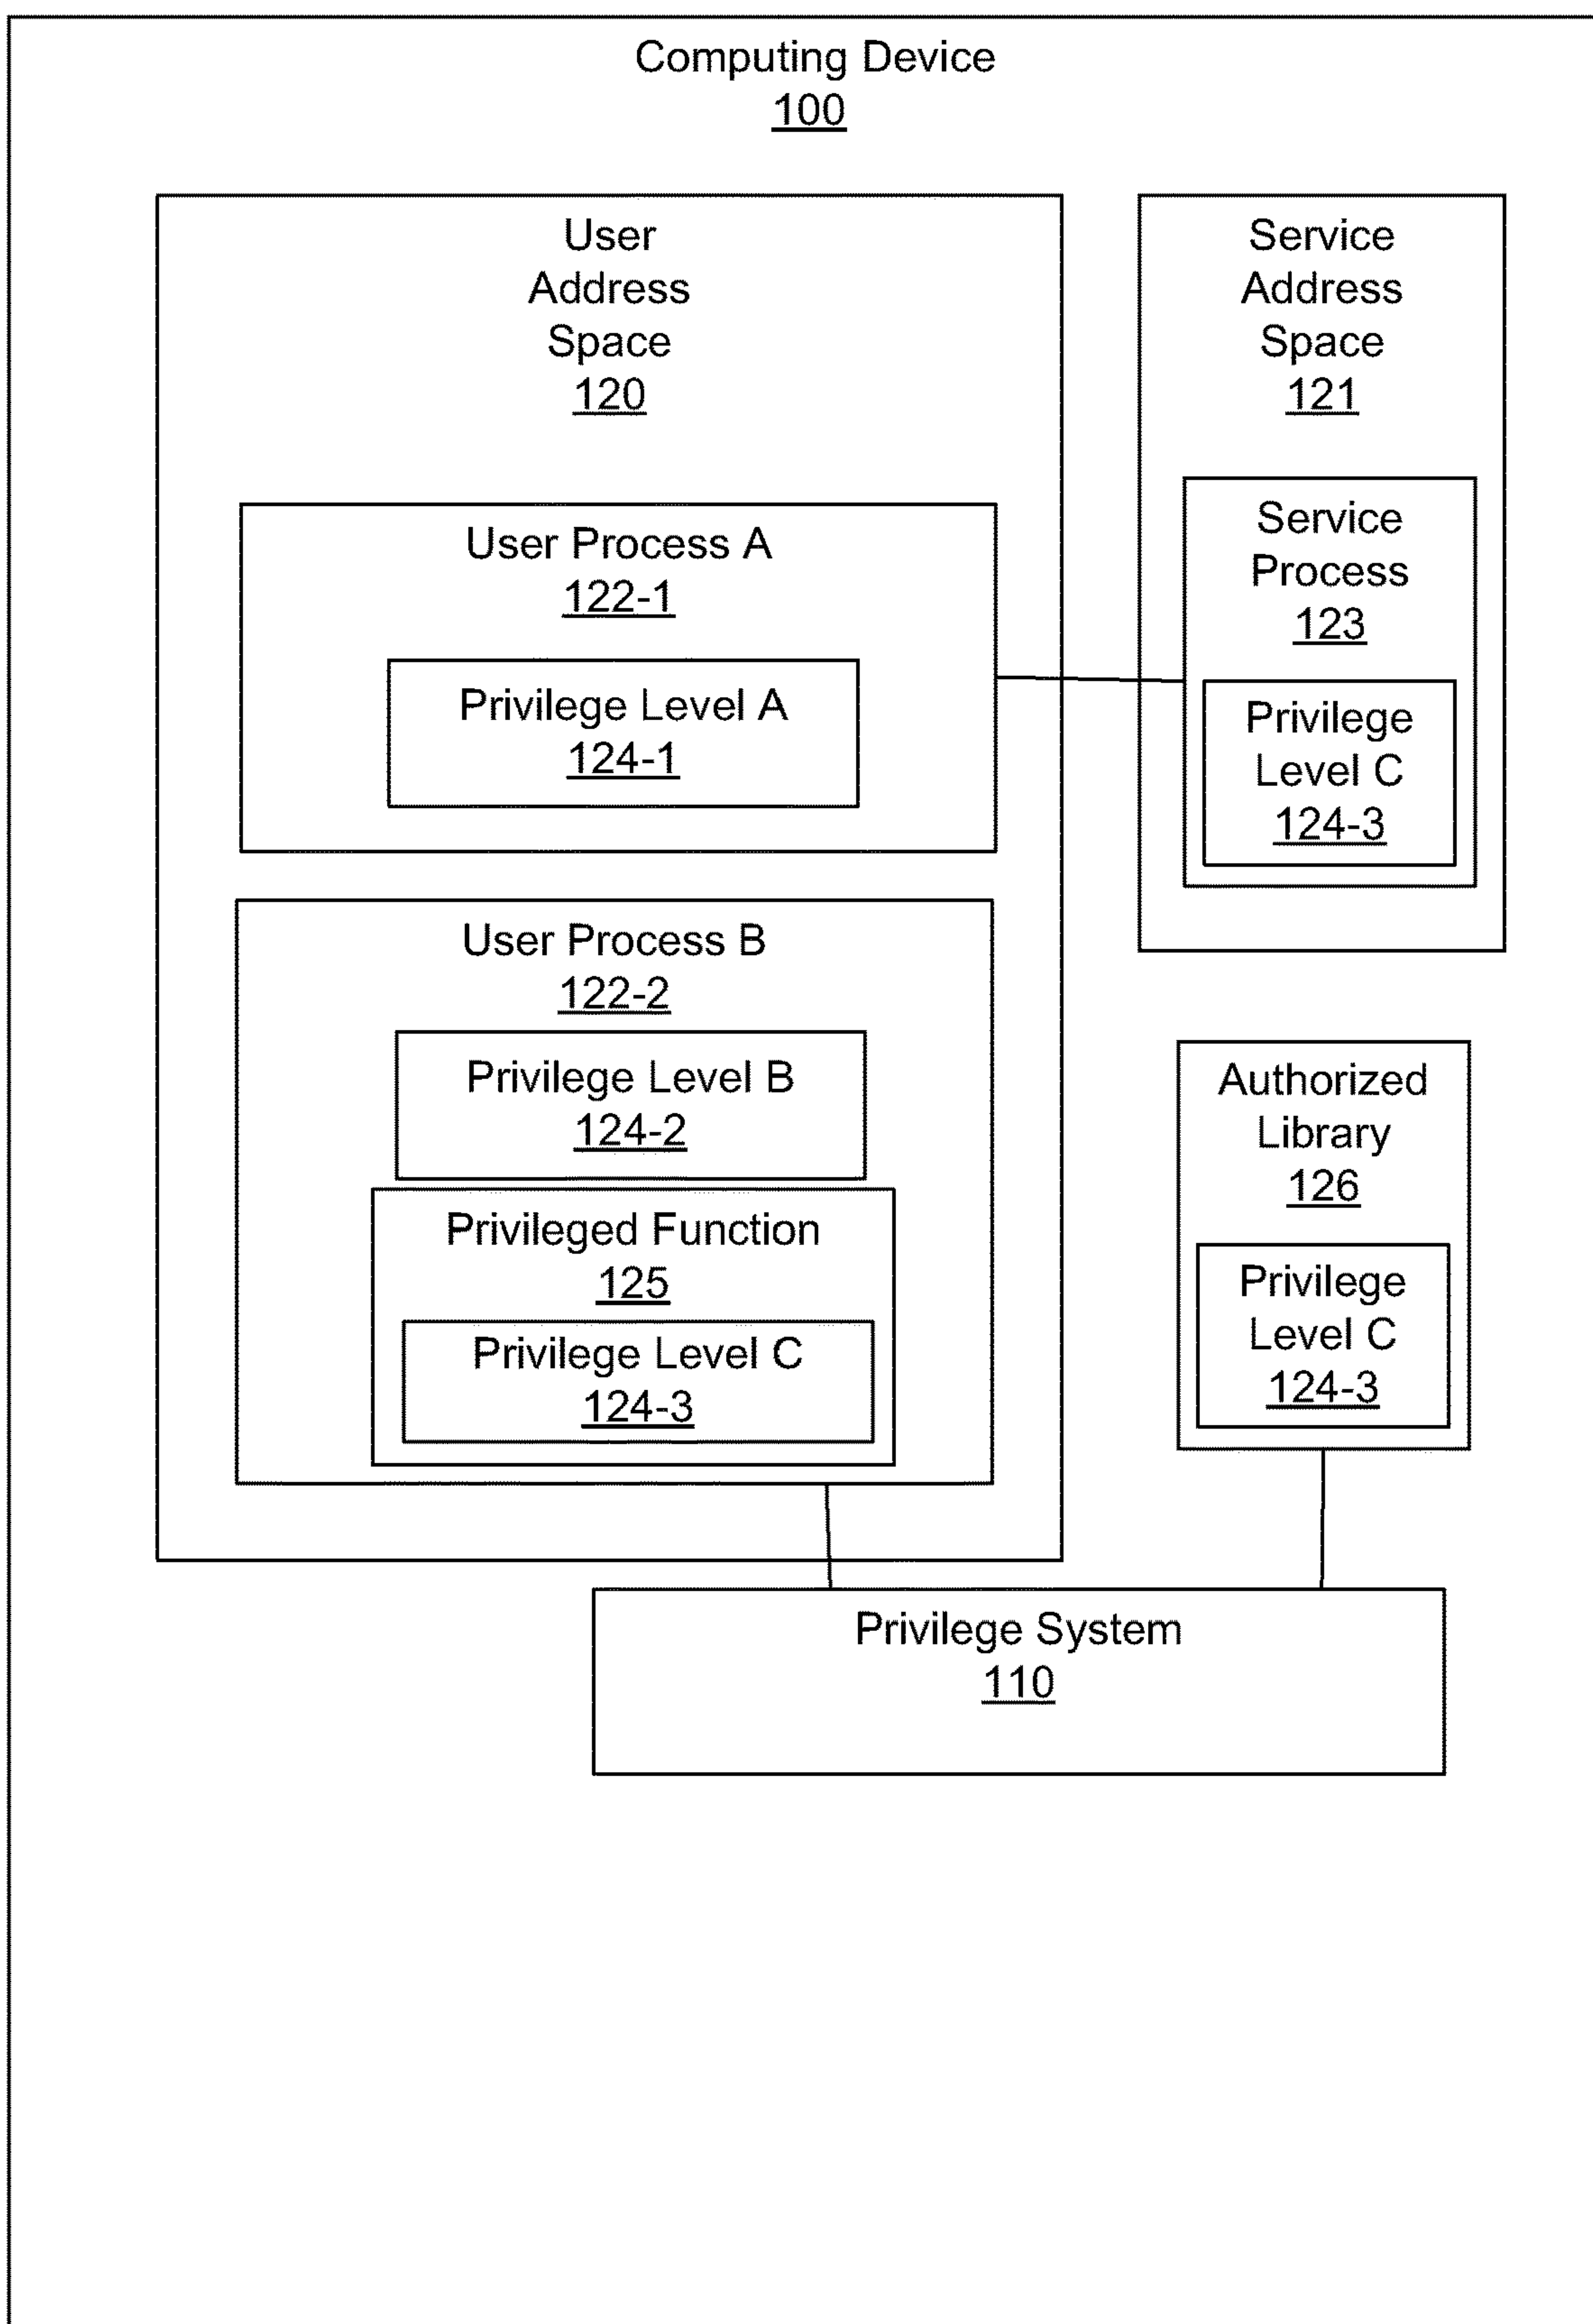 Computing Device
100
User
Address
Space
120
User Process A
122-1
Privilege Level A
124-1
User Process B
122-2
Privilege Level B
124-2
Privileged Function
125
Privilege Level C
124-3
Service
Address
Space
121
Service
Process
123
Privilege
Level C
124-3
Authorized
Library
126
Privilege
Level C
124-3
Privilege System
110